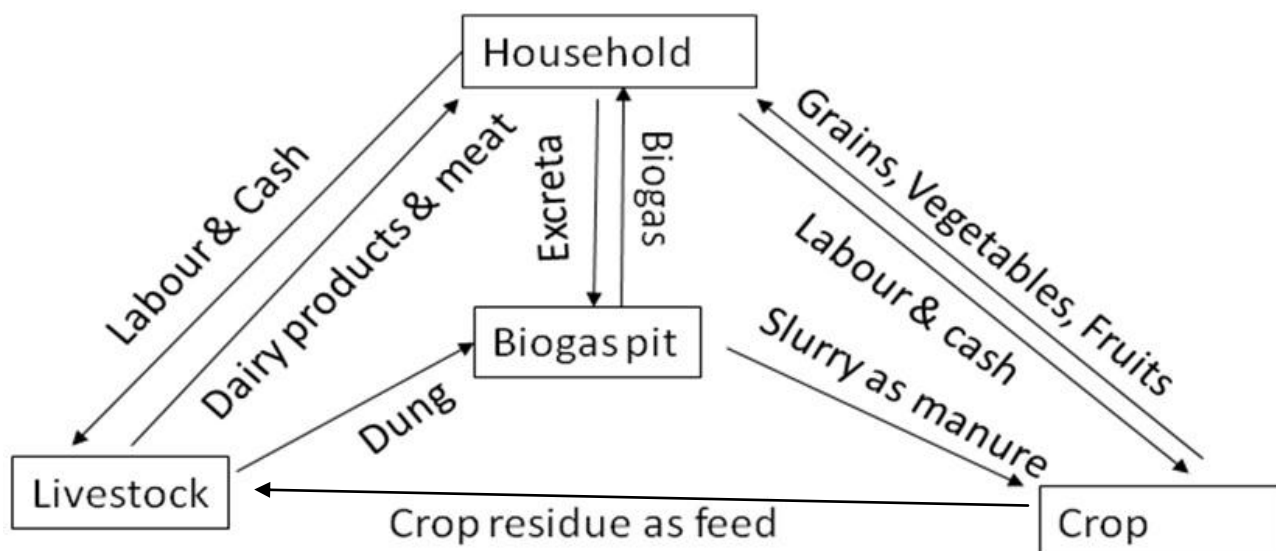 Household
Labour & Cash
Dairy products & meat
Excreta
Biogas
Grains, Vegetables, Fruits
Labour & cash
Biogas pit
Slurry as manure
Dung
Livestock
Crop residue as feed
Crop